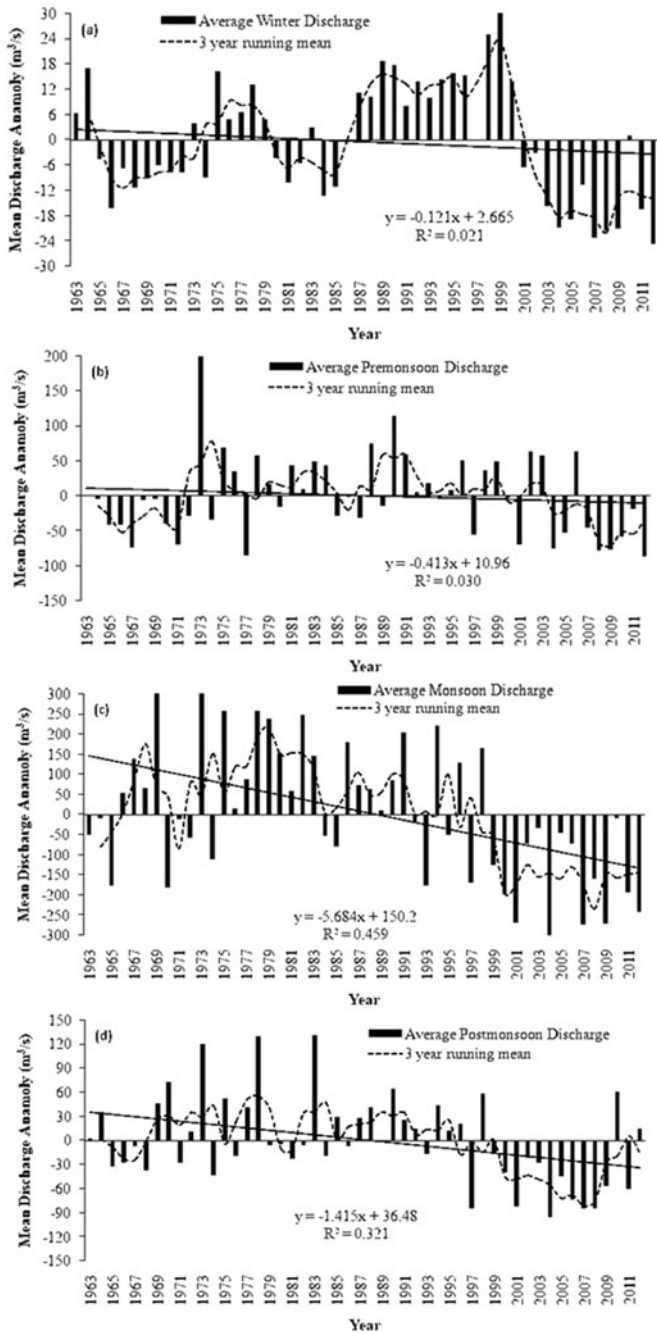 (a)
Average Winter Discharge
3 year running mean
Mean Discharge Anamoly (m³/s)
30
24
18
12
6
0
-6
-12
-18
-24
-30
y = -0.121x + 2.665
R² = 0.021
1963 1965 1967 1969 1971 1973 1975 1977 1979 1981 1983 1985 1987 1989 1991 1993 1995 1997 1999 2001 2003 2005 2007 2009 2011
Year
(b)
Average Premonsoon Discharge
3 year running mean
Mean Discharge Anamoly (m³/s)
200
150
100
50
0
-50
-100
-150
y = -0.413x + 10.96
R² = 0.030
1963 1965 1967 1969 1971 1973 1975 1977 1979 1981 1983 1985 1987 1989 1991 1993 1995 1997 1999 2001 2003 2005 2007 2009 2011
Year
(c)
Average Monsoon Discharge
3 year running mean
Mean Discharge Anamoly (m³/s)
300
250
200
150
100
50
0
-50
-100
-150
-200
-250
-300
y = -5.684x + 150.2
R² = 0.459
1963 1965 1967 1969 1971 1973 1975 1977 1979 1981 1983 1985 1987 1989 1991 1993 1995 1997 1999 2001 2003 2005 2007 2009 2011
Year
(d)
Average Postmonsoon Discharge
3 year running mean
Mean Discharge Anamoly (m³/s)
150
120
90
60
30
0
-30
-60
-90
-120
-150
y = -1.415x + 36.48
R² = 0.321
1963 1965 1967 1969 1971 1973 1975 1977 1979 1981 1983 1985 1987 1989 1991 1993 1995 1997 1999 2001 2003 2005 2007 2009 2011
Year